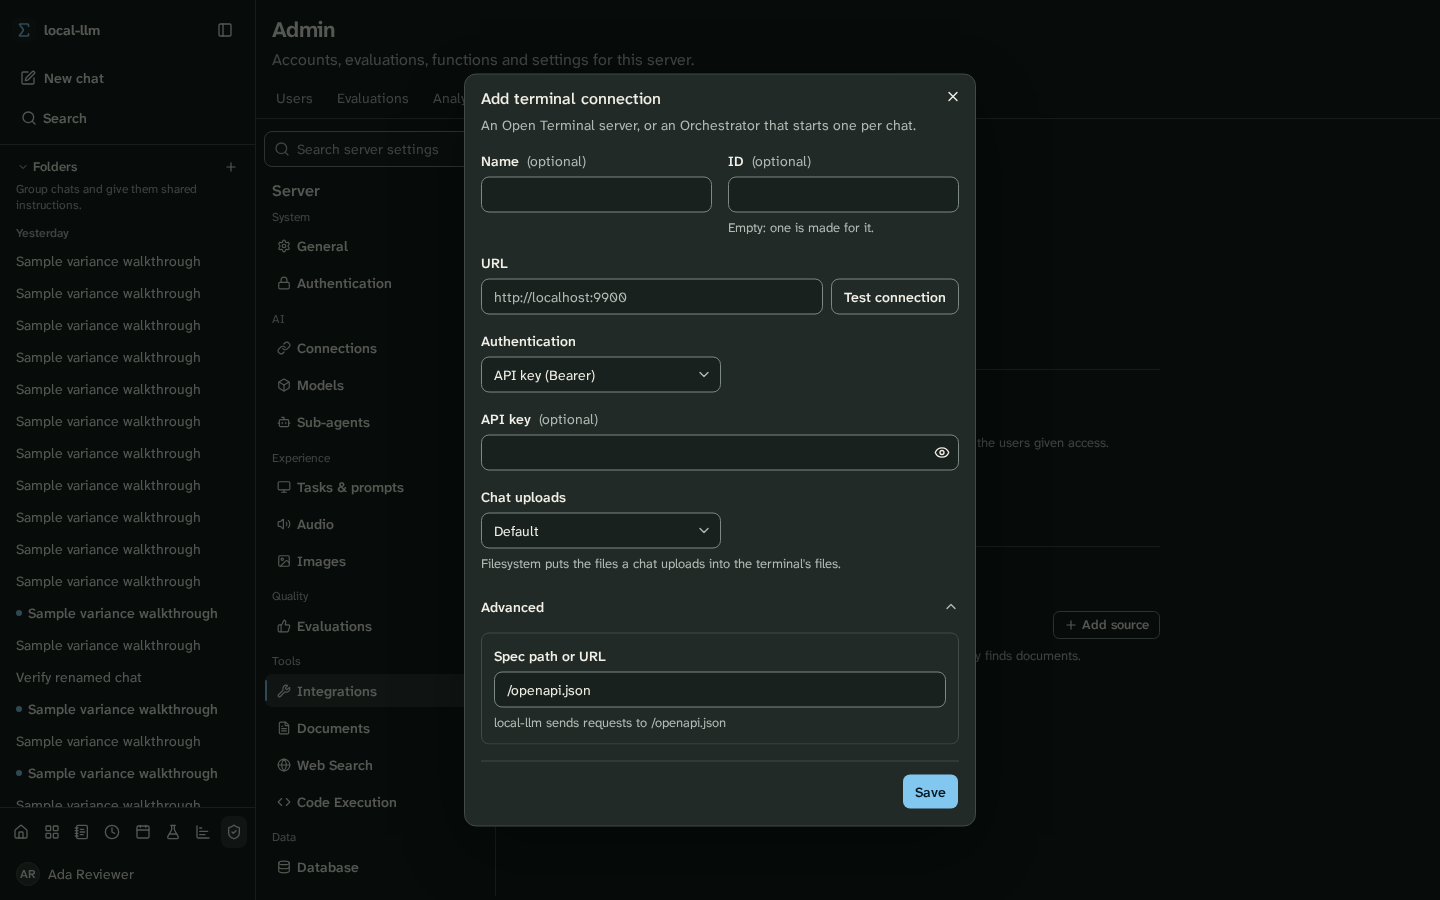 local-llm
New chat
Search
Folders
Group chats and give them shared
instructions.
Yesterday
Sample variance walkthrough
Sample variance walkthrough
Sample variance walkthrough
Sample variance walkthrough
Sample variance walkthrough
Sample variance walkthrough
Sample variance walkthrough
Sample variance walkthrough
Sample variance walkthrough
Sample variance walkthrough
Sample variance walkthrough
Sample variance walkthrough
Sample variance walkthrough
Verify renamed chat
Sample variance walkthrough
Sample variance walkthrough
Sample variance walkthrough
Sample variance walkthrough
AR Ada Reviewer
Admin
Accounts, evaluations, functions and settings for this server.
Users Evaluations Analy
Search server settings
Server
System
General
Authentication
AI
Connections
Models
Sub-agents
Experience
Tasks & prompts
Audio
Images
Quality
Evaluations
Tools
Integrations
Documents
Web Search
Code Execution
Data
Database
Add terminal connection
An Open Terminal server, or an Orchestrator that starts one per chat.
Name (optional) ID (optional)
Empty: one is made for it.
URL
http://localhost:9900 Test connection
Authentication
API key (Bearer)
API key (optional)
Chat uploads
Default
Filesystem puts the files a chat uploads into the terminal's files.
Advanced
Spec path or URL
/openapi.json
local-llm sends requests to /openapi.json
Save
the users given access.
Add source
y finds documents.